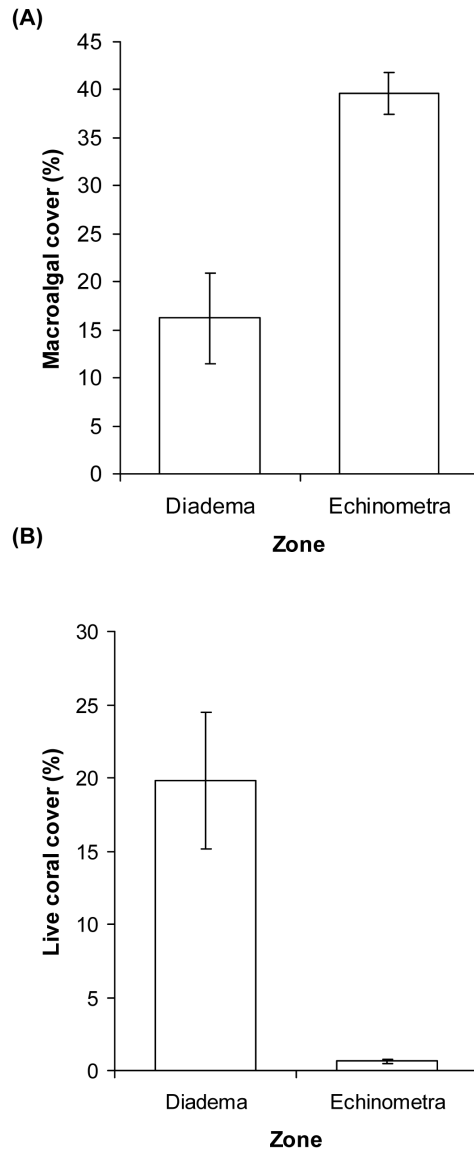 (A)
45
40
35
30
25
20
15
10
5
0
Macroalgal cover (%)
Diadema Echinometra
Zone
(B)
30
25
20
15
10
5
0
Live coral cover (%)
Diadema Echinometra
Zone